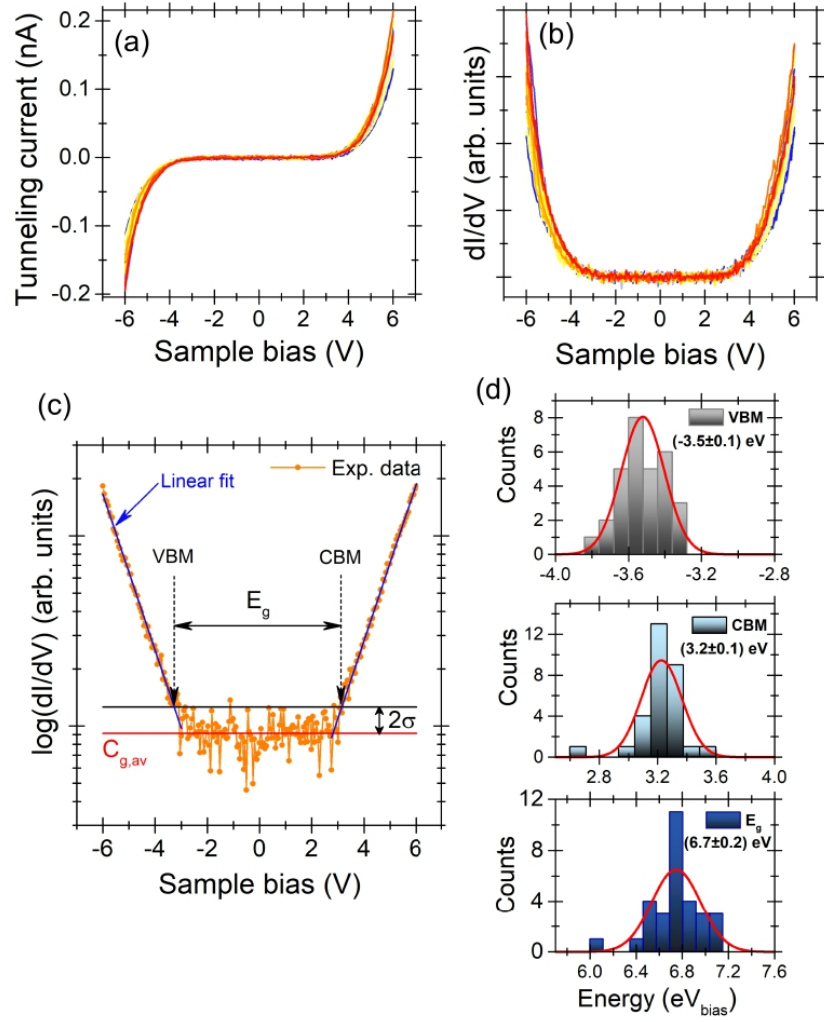 (a)
Tunneling current (nA)
0.2
0.1
0.0
-0.1
-0.2
-6 -4 -2 0 2 4 6
Sample bias (V)
(b)
dI/dV (arb. units)
-6 -4 -2 0 2 4 6
Sample bias (V)
(c)
log(dI/dV) (arb. units)
Exp. data
Linear fit
VBM
CBM
E_g
2σ
C_g,av
-6 -4 -2 0 2 4 6
Sample bias (V)
(d)
Counts
8
6
4
2
0
VBM
(-3.5±0.1) eV
-4.0 -3.6 -3.2 -2.8
Counts
12
8
4
0
CBM
(3.2±0.1) eV
2.8 3.2 3.6 4.0
Counts
12
8
4
0
E_g
(6.7±0.2) eV
6.0 6.4 6.8 7.2 7.6
Energy (eV_bias)